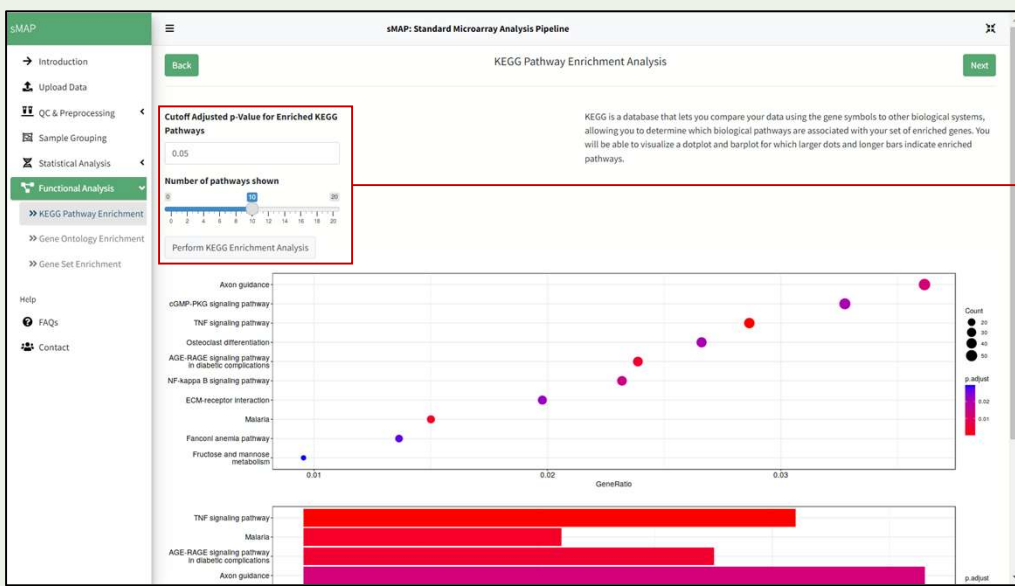 sMAP
sMAP: Standard Microarray Analysis Pipeline
Introduction
Upload Data
QC & Preprocessing
Sample Grouping
Statistical Analysis
Functional Analysis
KEGG Pathway Enrichment
Gene Ontology Enrichment
Gene Set Enrichment
Help
FAQs
Contact
Back
KEGG Pathway Enrichment Analysis
Next
Cutoff Adjusted p-Value for Enriched KEGG
Pathways
0.05
Number of pathways shown
0 10 20
0 2 4 6 8 10 12 14 16 18 20
Perform KEGG Enrichment Analysis
KEGG is a database that lets you compare your data using the gene symbols to other biological systems,
allowing you to determine which biological pathways are associated with your set of enriched genes. You
will be able to visualize a dotplot and barplot for which larger dots and longer bars indicate enriched
pathways.
Axon guidance
cGMP-PKG signaling pathway
TNF signaling pathway
Osteoclast differentiation
AGE-RAGE signaling pathway
in diabetic complications
NF-kappa B signaling pathway
ECM-receptor interaction
Malaria
Fanconi anemia pathway
Fructose and mannose
metabolism
0.01 0.02 0.03
GeneRatio
Count
20
30
40
50
p.adjust
0.02
0.01
TNF signaling pathway
Malaria
AGE-RAGE signaling pathway
in diabetic complications
Axon guidance
p.adjust